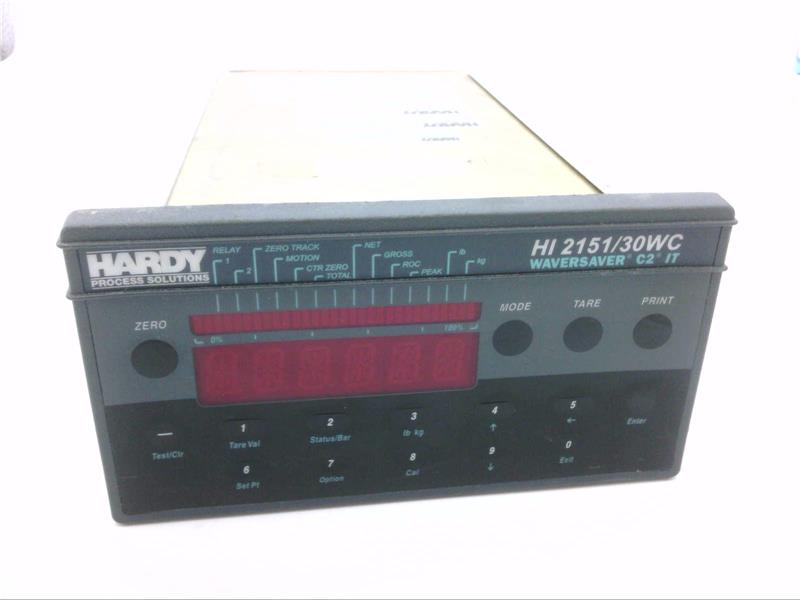 HARDY
PROCESS SOLUTIONS
RELAY
1
2
ZERO TRACK
MOTION
CTR ZERO
TOTAL
NET
GROSS
ROC
PEAK
lb
kg
HI 2151/30WC
WAVERSAVER® C2® IT
ZERO
MODE
TARE
PRINT
0%
100%
—
Test/Clr
1
Tare Val
2
Status/Bar
3
lb kg
4
↑
5
←
Enter
6
Set Pt
7
Option
8
Cal
9
↓
0
Exit